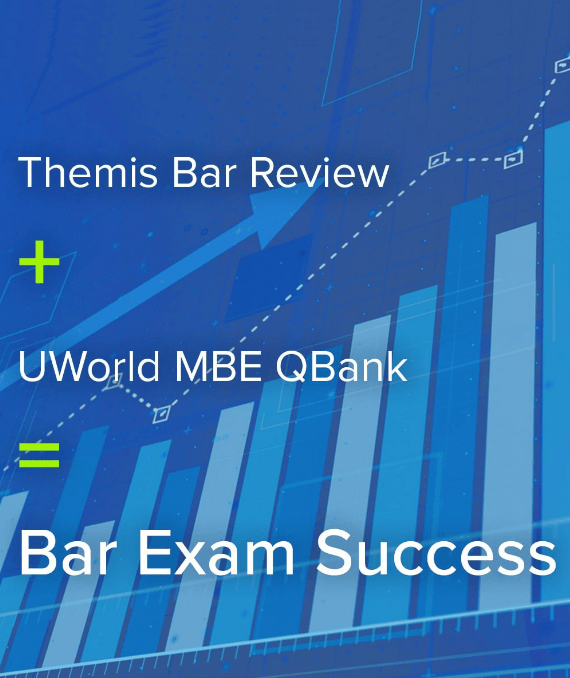 Themis Bar Review
+
UWorld MBE QBank
=
Bar Exam Success